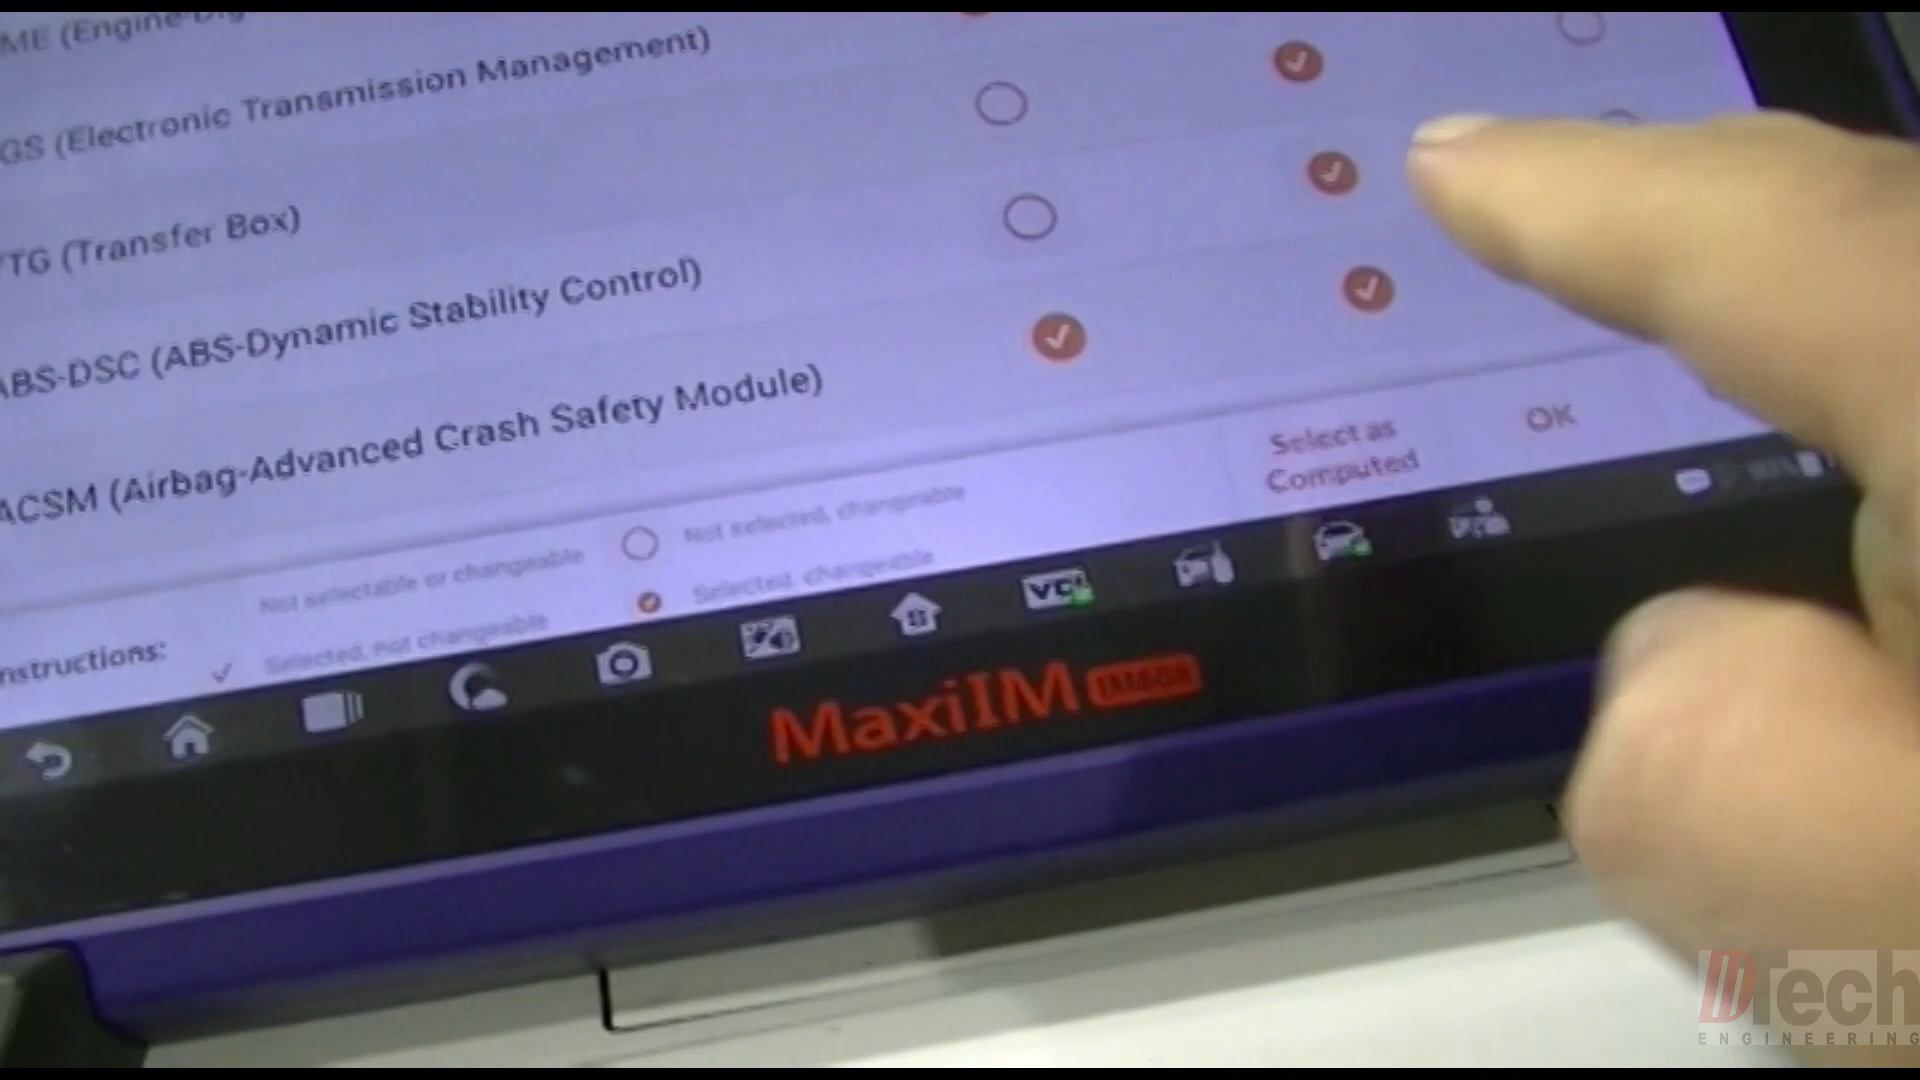 ME (Engine-Dig
GS (Electronic Transmission Management)
TG (Transfer Box)
ABS-DSC (ABS-Dynamic Stability Control)
ACSM (Airbag-Advanced Crash Safety Module)
Select as
Computed
OK
Not selectable or changeable
Not selected, changeable
nstructions:
Selected, not changeable
Selected, changeable
VCI
MaxiIM IM608
Tech
ENGINEERING